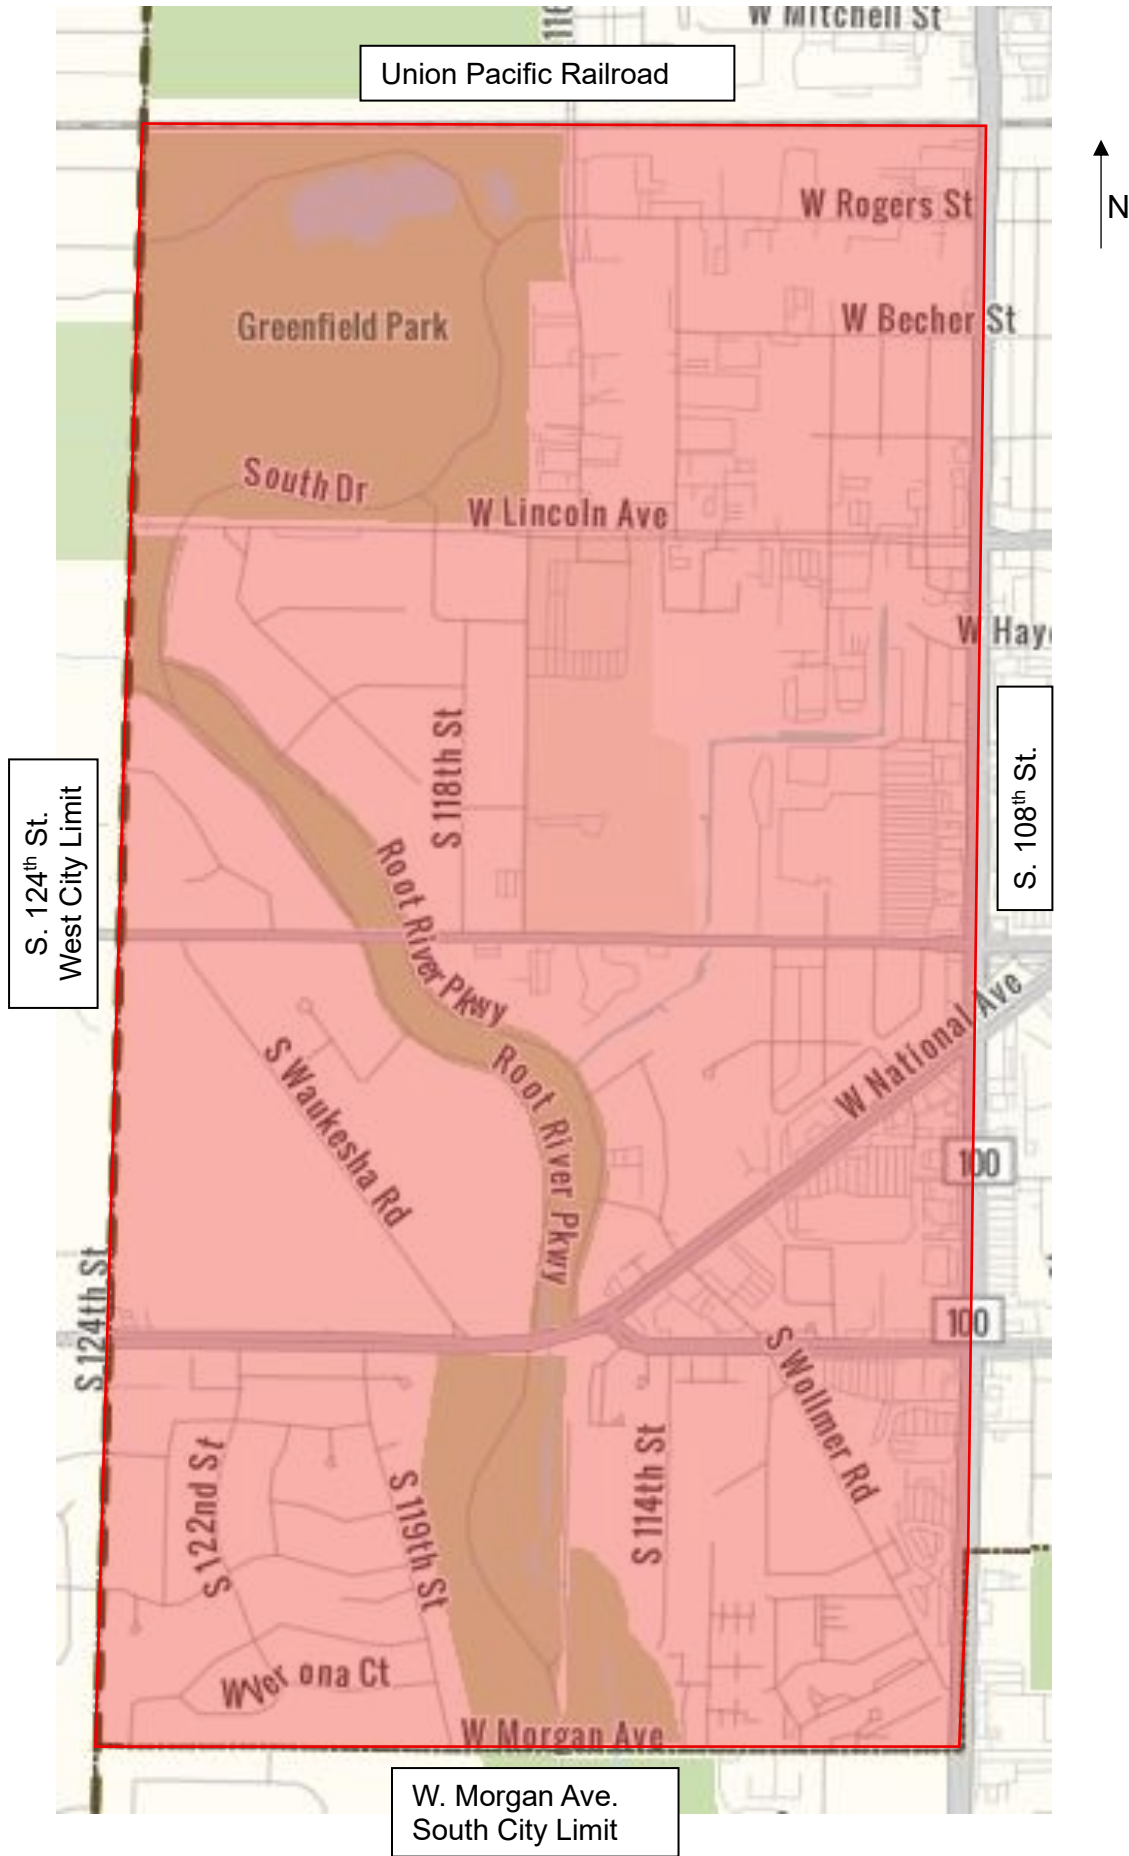 W Mitchell St
116
Union Pacific Railroad
N
W Rogers St
W Becher St
Greenfield Park
South Dr
W Lincoln Ave
W Hay
S 118th St
S. 108th St.
S. 124th St.
West City Limit
Root River Pkwy
W National Ave
S Waukesha Rd
Root River Pkwy
100
S 124th St
100
S Wollmer Rd
S 122nd St
S 119th St
S 114th St
W Verona Ct
W Morgan Ave
W. Morgan Ave.
South City Limit